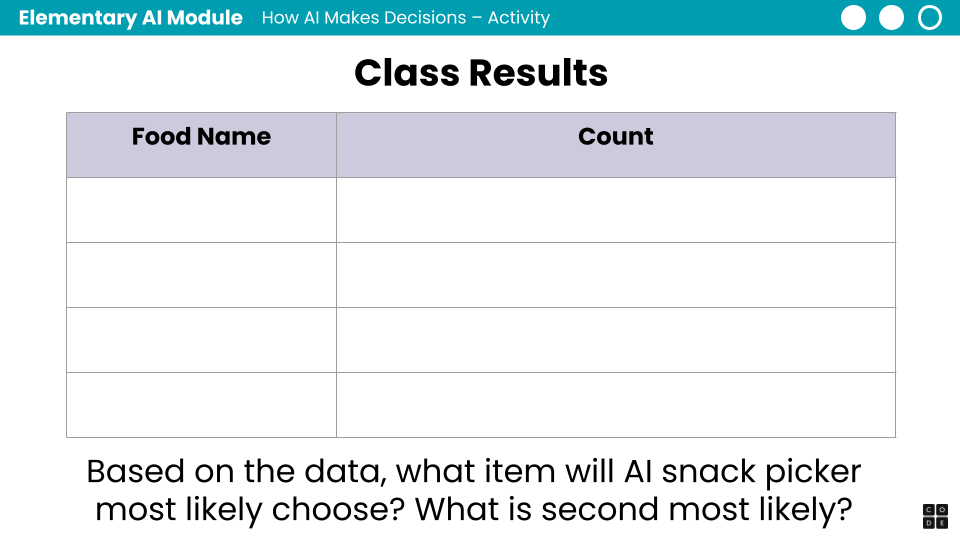 Elementary AI Module How AI Makes Decisions – Activity
Class Results
Food Name Count
Based on the data, what item will AI snack picker
most likely choose? What is second most likely?
C O
D E